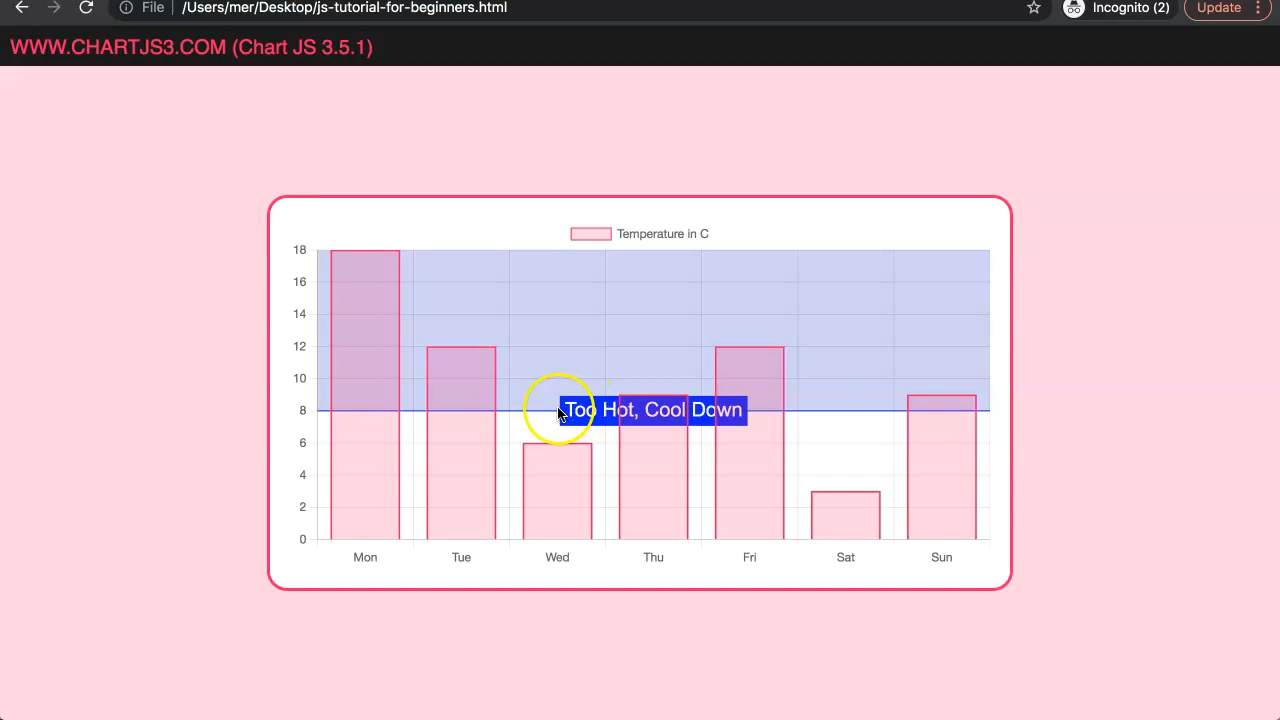 File /Users/mer/Desktop/js-tutorial-for-beginners.html Incognito (2) Update
WWW.CHARTJS3.COM (Chart JS 3.5.1)
Temperature in C
18
16
14
12
10
8
Too Hot, Cool Down
6
4
2
0
Mon Tue Wed Thu Fri Sat Sun